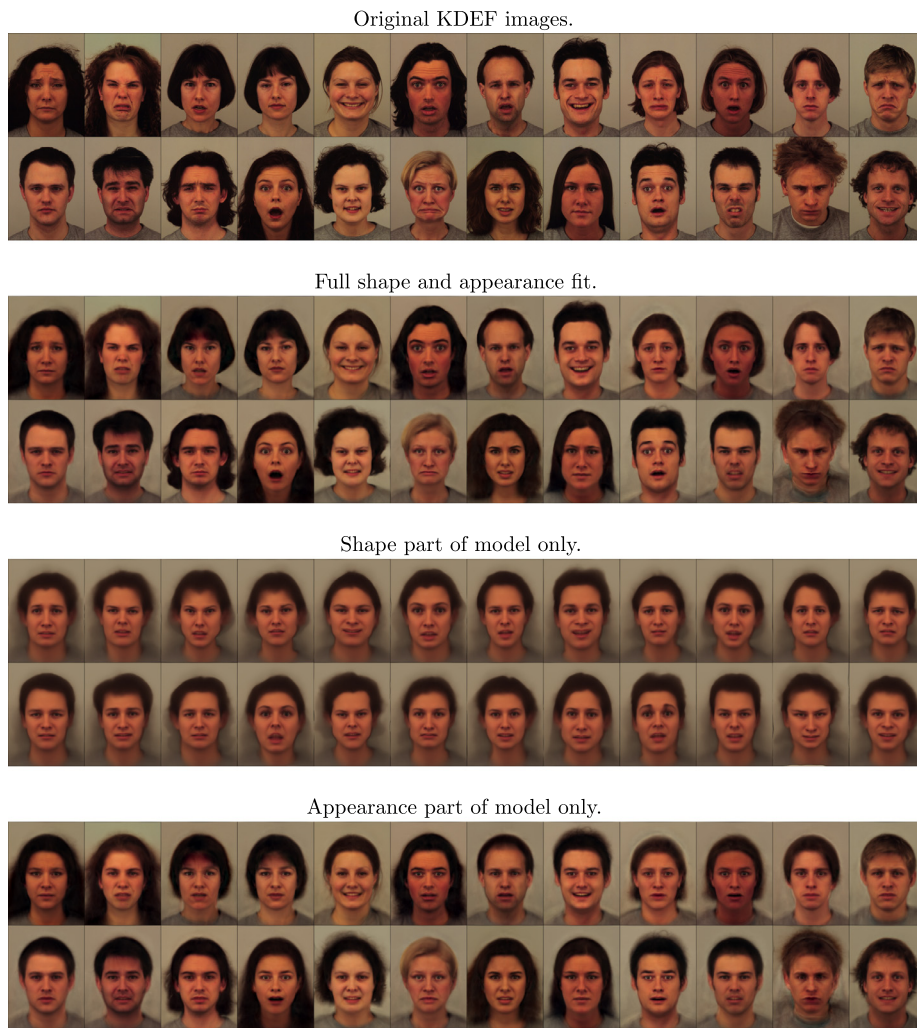 Original KDEF images.
Full shape and appearance fit.
Shape part of model only.
Appearance part of model only.